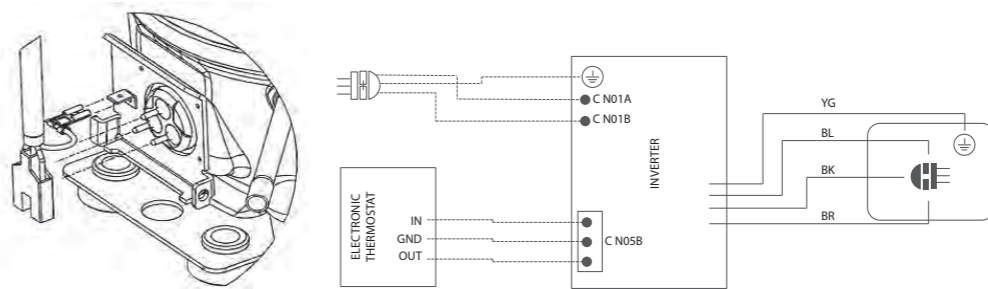 C N01A
C N01B
ELECTRONIC
THERMOSTAT
IN
GND
OUT
C N05B
INVERTER
YG
BL
BK
BR